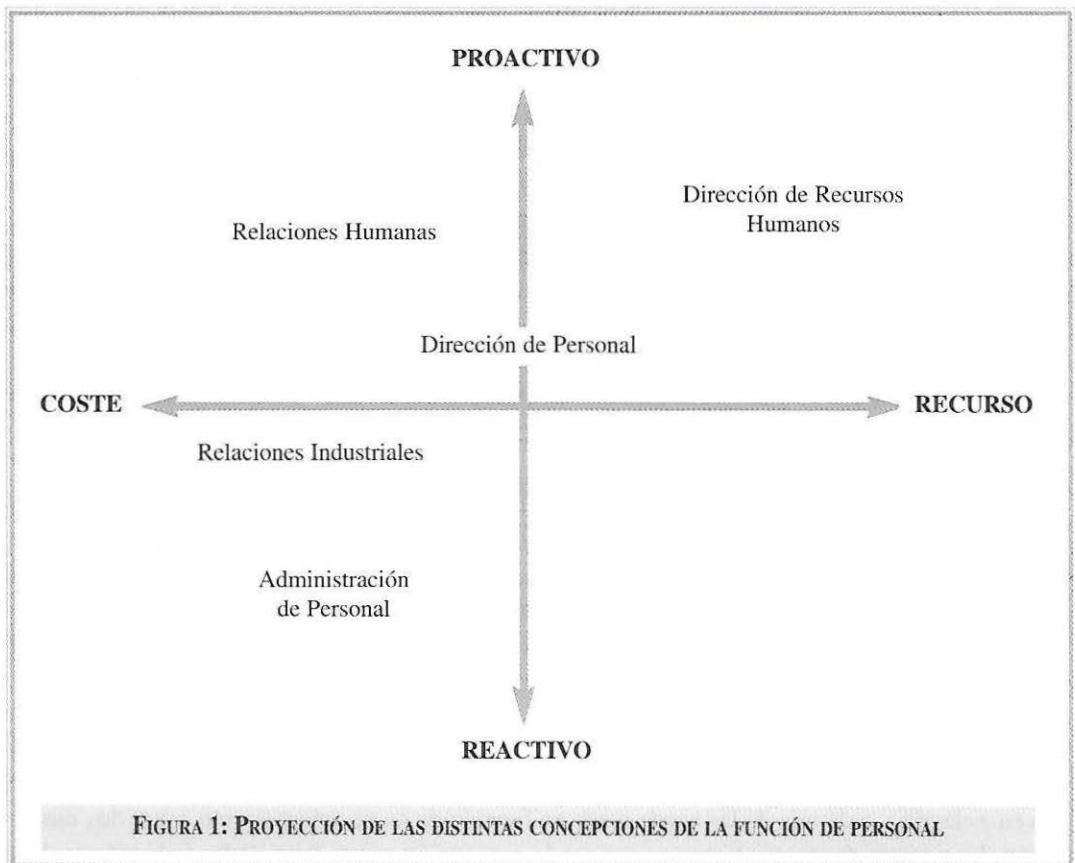 PROACTIVO
Dirección de Recursos
Humanos
Relaciones Humanas
Dirección de Personal
COSTE
RECURSO
Relaciones Industriales
Administración
de Personal
REACTIVO
FIGURA 1: PROYECCIÓN DE LAS DISTINTAS CONCEPCIONES DE LA FUNCIÓN DE PERSONAL